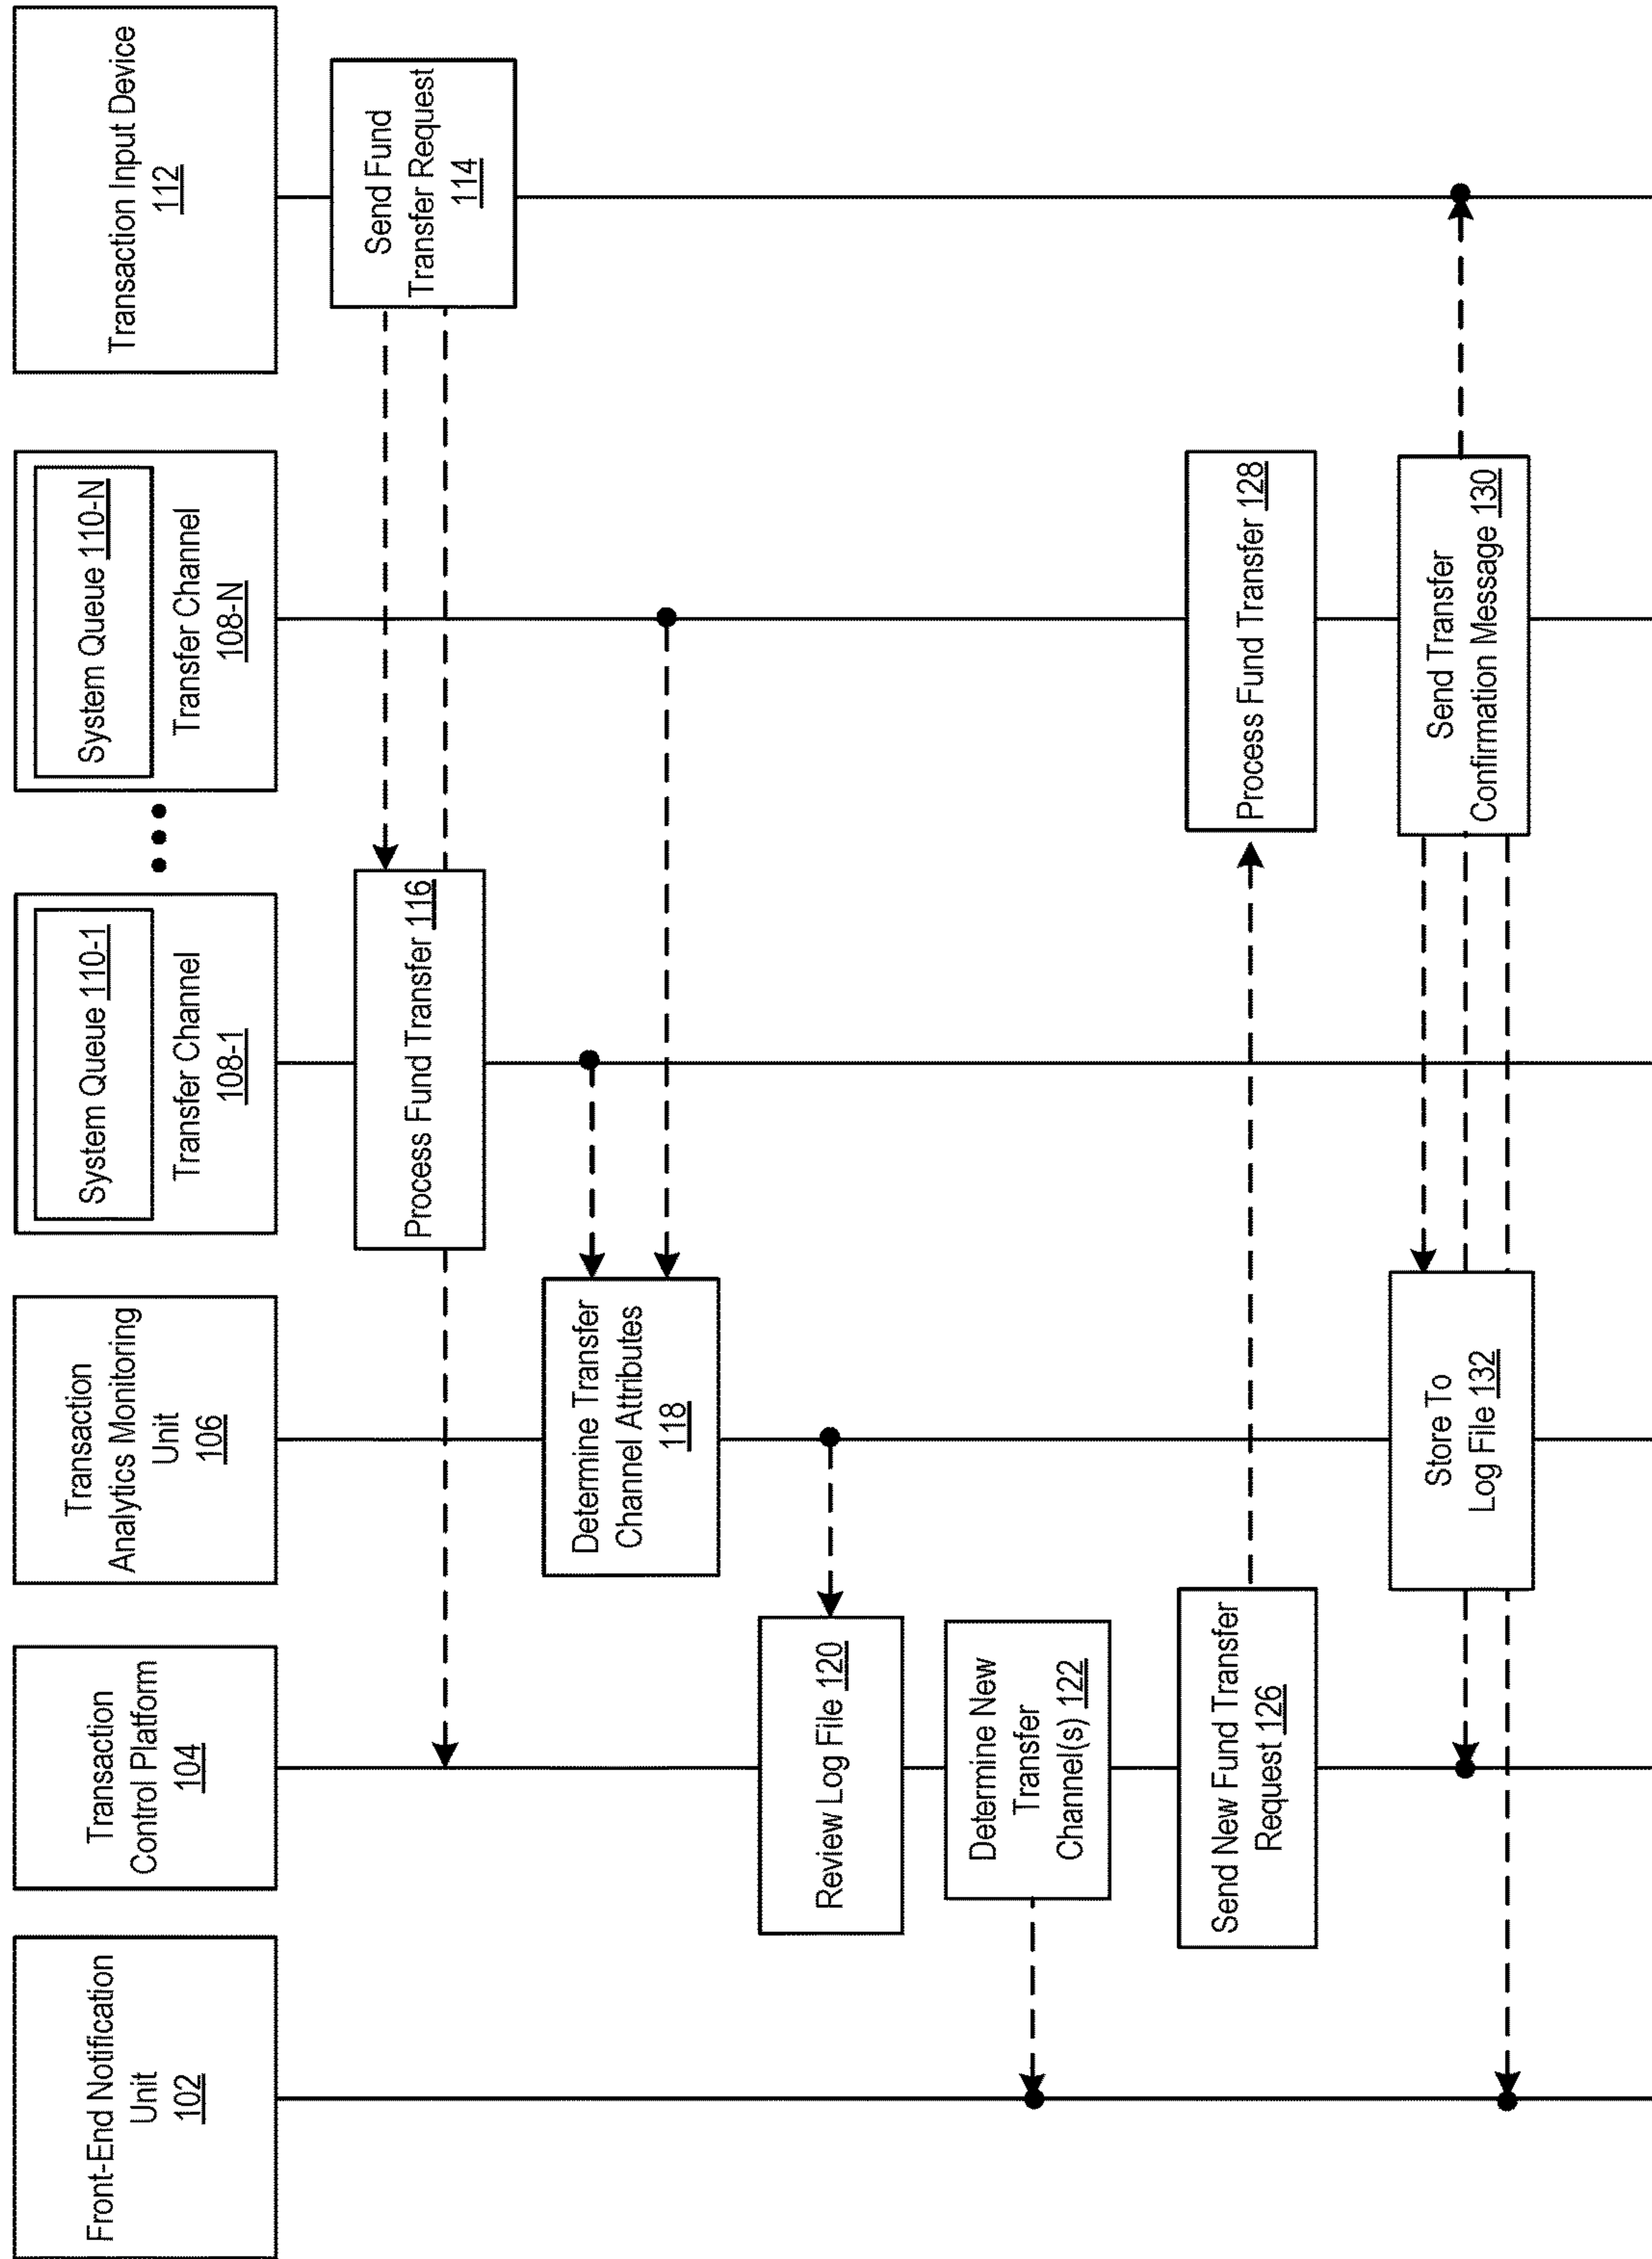 Front-End Notification
Unit
102
Transaction
Control Platform
104
Transaction
Analytics Monitoring
Unit
106
System Queue 110-1
Transfer Channel
108-1
System Queue 110-N
Transfer Channel
108-N
Transaction Input Device
112
Send Fund
Transfer Request
114
Process Fund Transfer 116
Determine Transfer
Channel Attributes
118
Review Log File 120
Determine New
Transfer
Channel(s) 122
Send New Fund Transfer
Request 126
Process Fund Transfer 128
Send Transfer
Confirmation Message 130
Store To
Log File 132